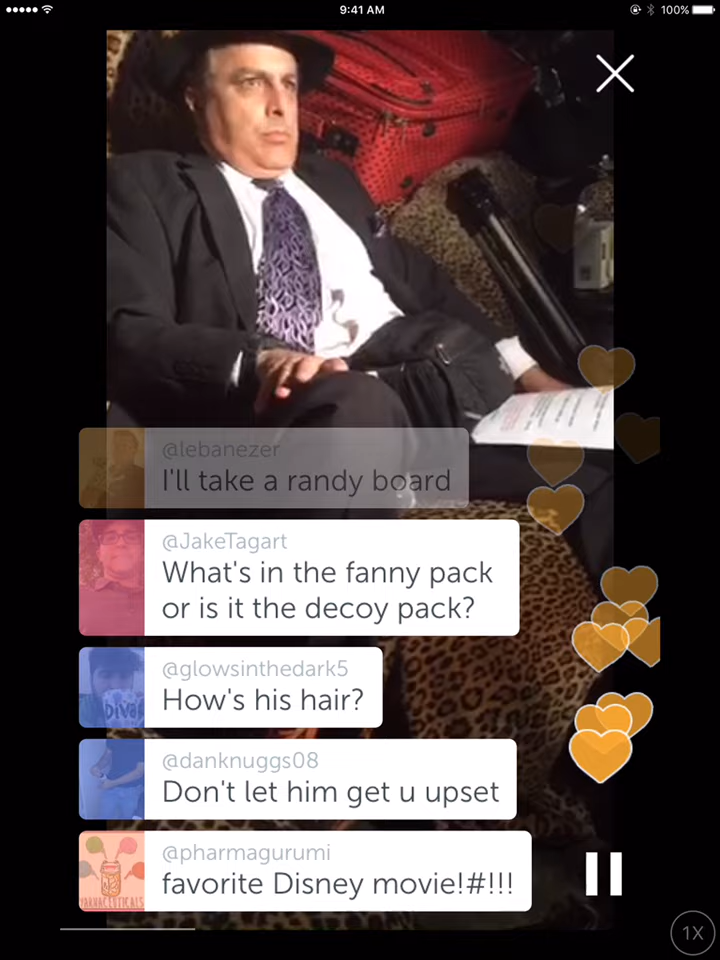 9:41 AM
100%
@lebanezer
I'll take a randy board
@JakeTagart
What's in the fanny pack
or is it the decoy pack?
@glowsinthedark5
How's his hair?
@danknuggs08
Don't let him get u upset
@pharmagurumi
favorite Disney movie!#!!!
1X